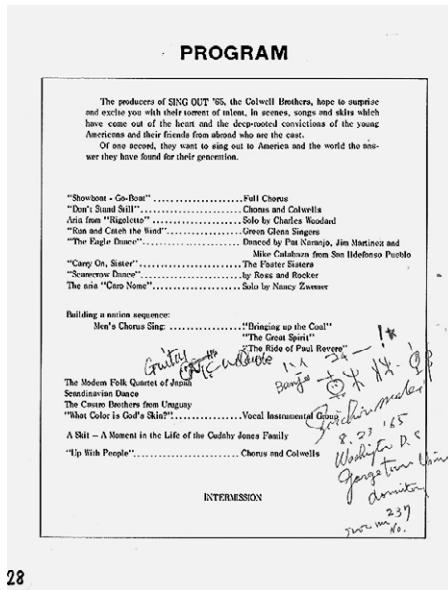 PROGRAM
The producers of SING OUT '65, the Colwell Brothers, hope to surprise
and excite you with their torrent of talent, in scenes, songs and skits which
have come out of the heart and the deep-rooted convictions of the young
Americans and their friends from abroad who are the cast.
Of one accord, they want to sing out to America and the world the ans-
wer they have found for their generation.
"Showboat - Go-Boat" ........................Full Chorus
"Don't Stand Still"...........................Chorus and Colwells
Aria from "Rigoletto" ........................Solo by Charles Woodard
"Run and Catch the Wind"..................Green Glenn Singers
"The Eagle Dance"............................Danced by Pat Naranjo, Jim Martinez and
Mike Calabaza from San Ildefonso Pueblo
"Carry On, Sister"............................The Foster Sisters
"Scarecrow Dance"...........................by Ross and Rocker
The aria "Caro Nome".......................Solo by Nancy Zwemer
Building a nation sequence:
Men's Chorus Sing: ..................."Bringing up the Coal"
"The Great Spirit"
"The Ride of Paul Revere"
Guitar
Banjo
The Modern Folk Quartet of Japan
Scandinavian Dance
The Castro Brothers from Uruguay
"What Color is God's Skin?"..................Vocal Instrumental Group
8. 23 '65
Washington D.C
Georgetown Univ
A Skit – A Moment in the Life of the Cudahy Jones Family
domitory
"Up With People"............................ Chorus and Colwells
237
room No.
INTERMISSION
28